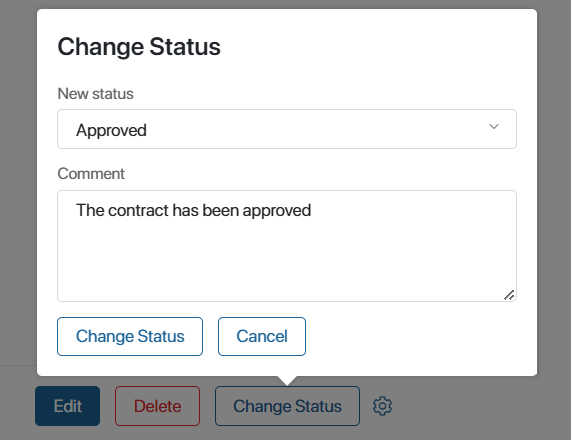 Change Status
New status
Approved
Comment
The contract has been approved
Change Status
Cancel
Edit
Delete
Change Status